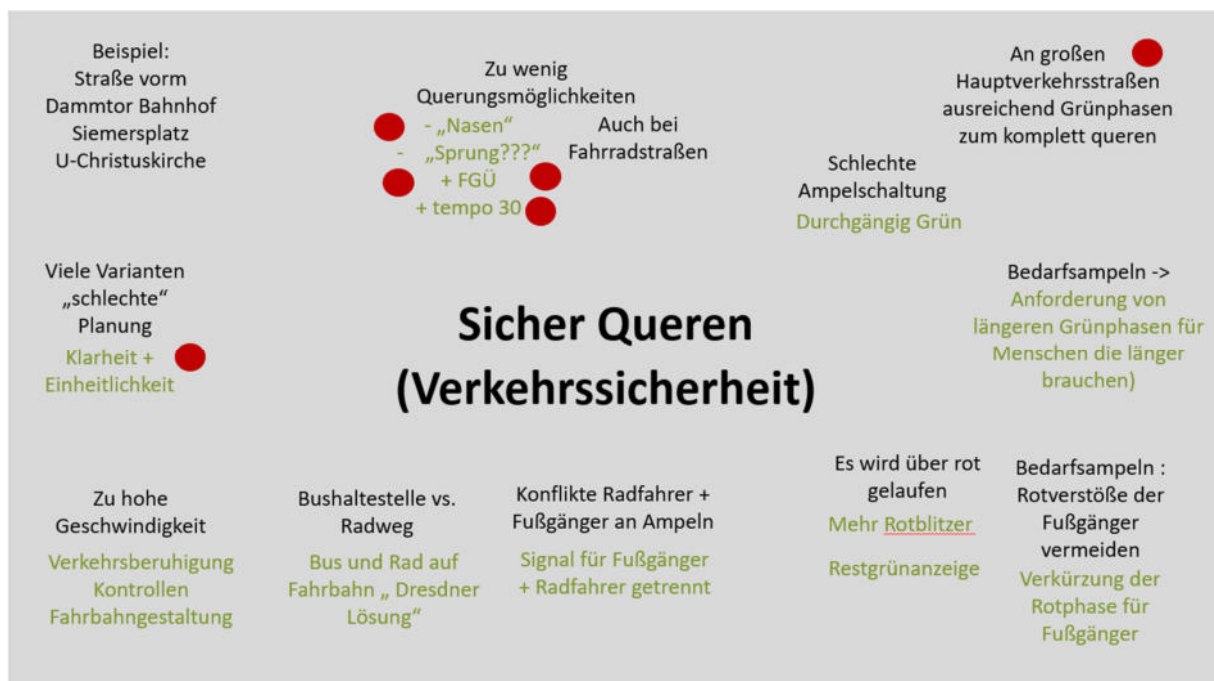 Beispiel:
Straße vorm
Dammtor Bahnhof
Siemersplatz
U-Christuskirche
Zu wenig
Querungsmöglichkeiten
- „Nasen“
- „Sprung???“
+ FGÜ
+ tempo 30
Auch bei
Fahrradstraßen
An großen
Hauptverkehrsstraßen
ausreichend Grünphasen
zum komplett queren
Schlechte
Ampelschaltung
Durchgängig Grün
Viele Varianten
„schlechte“
Planung
Klarheit +
Einheitlichkeit
Sicher Queren
(Verkehrssicherheit)
Bedarfsampeln ->
Anforderung von
längeren Grünphasen für
Menschen die länger
brauchen)
Zu hohe
Geschwindigkeit
Verkehrsberuhigung
Kontrollen
Fahrbahngestaltung
Bushaltestelle vs.
Radweg
Bus und Rad auf
Fahrbahn „ Dresdner
Lösung“
Konflikte Radfahrer +
Fußgänger an Ampeln
Signal für Fußgänger
+ Radfahrer getrennt
Es wird über rot
gelaufen
Mehr Rotblitzer
Restgrünanzeige
Bedarfsampeln :
Rotverstöße der
Fußgänger
vermeiden
Verkürzung der
Rotphase für
Fußgänger